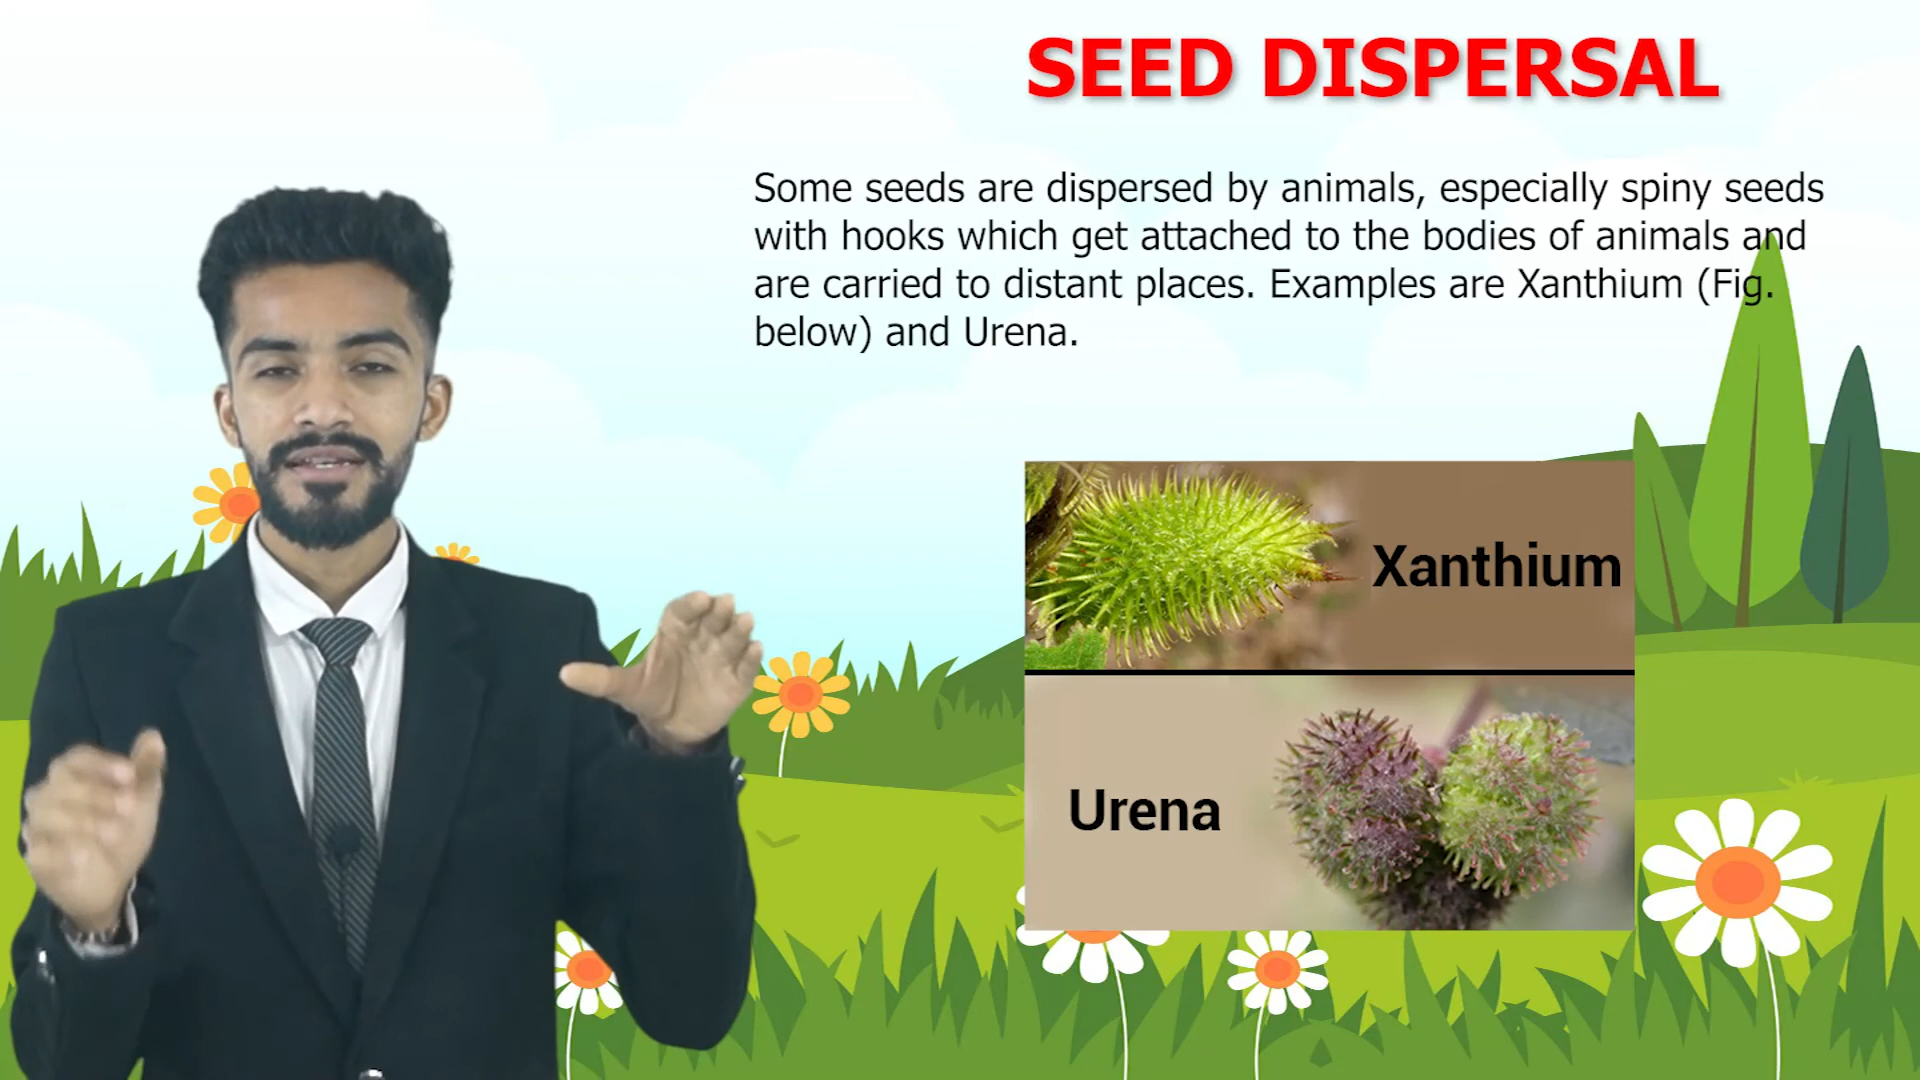 SEED DISPERSAL
Some seeds are dispersed by animals, especially spiny seeds
with hooks which get attached to the bodies of animals and
are carried to distant places. Examples are Xanthium (Fig.
below) and Urena.
Xanthium
Urena